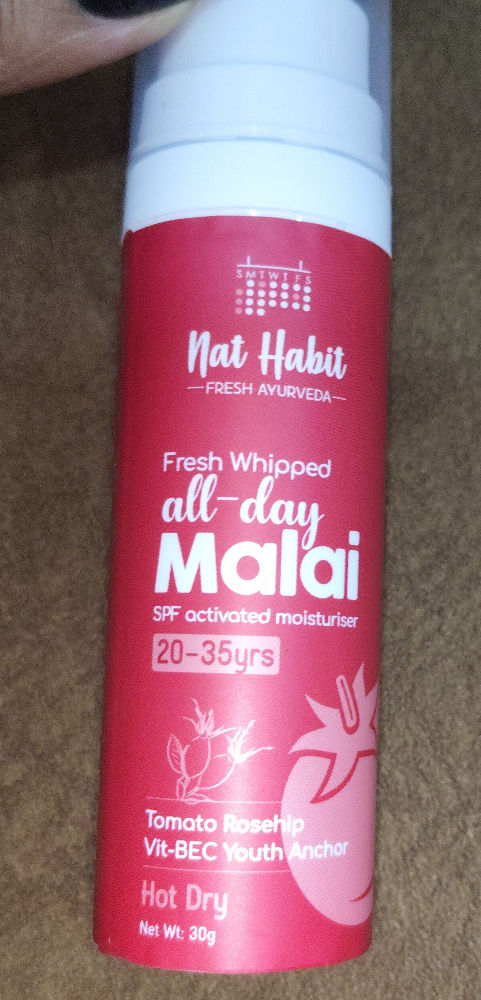 S M T W T F S
Nat Habit
FRESH AYURVEDA
Fresh Whipped
all-day
Malai
SPF activated moisturiser
20-35yrs
Tomato Rosehip
Vit-BEC Youth Anchor
Hot Dry
Net Wt: 30g